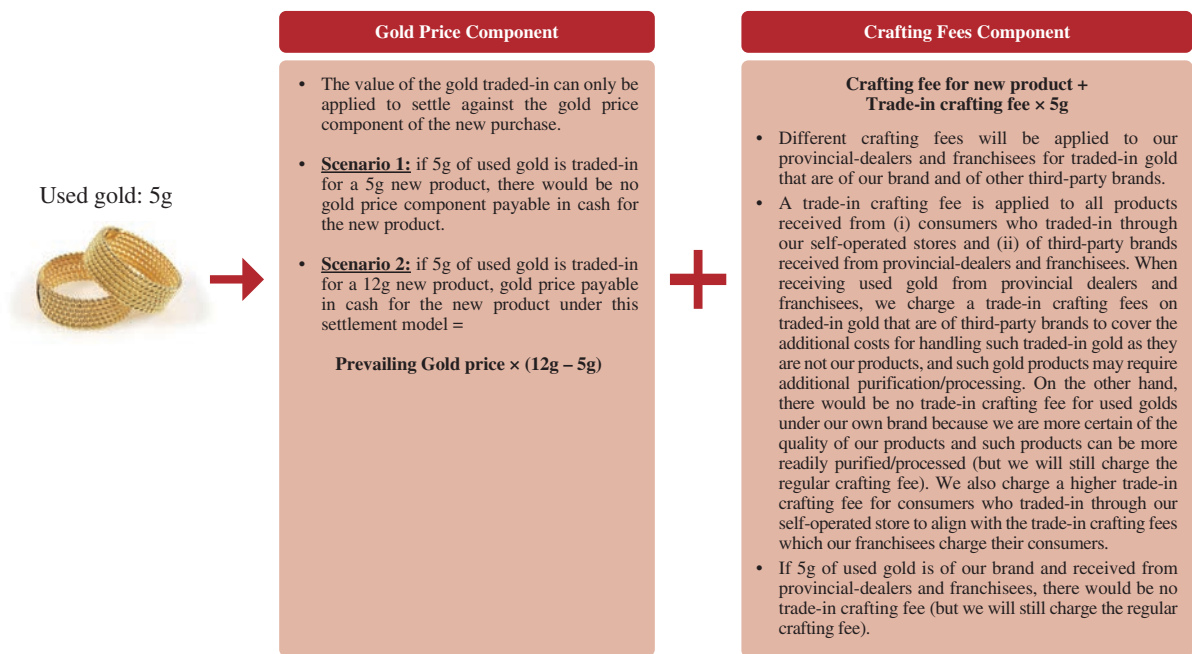 Used gold: 5g
Gold Price Component
• The value of the gold traded-in can only be
applied to settle against the gold price
component of the new purchase.
• Scenario 1: if 5g of used gold is traded-in
for a 5g new product, there would be no
gold price component payable in cash for
the new product.
• Scenario 2: if 5g of used gold is traded-in
for a 12g new product, gold price payable
in cash for the new product under this
settlement model =
Prevailing Gold price × (12g – 5g)
+
Crafting Fees Component
Crafting fee for new product +
Trade-in crafting fee × 5g
• Different crafting fees will be applied to our
provincial-dealers and franchisees for traded-in gold
that are of our brand and of other third-party brands.
• A trade-in crafting fee is applied to all products
received from (i) consumers who traded-in through
our self-operated stores and (ii) of third-party brands
received from provincial-dealers and franchisees. When
receiving used gold from provincial dealers and
franchisees, we charge a trade-in crafting fees on
traded-in gold that are of third-party brands to cover the
additional costs for handling such traded-in gold as they
are not our products, and such gold products may require
additional purification/processing. On the other hand,
there would be no trade-in crafting fee for used golds
under our own brand because we are more certain of the
quality of our products and such products can be more
readily purified/processed (but we will still charge the
regular crafting fee). We also charge a higher trade-in
crafting fee for consumers who traded-in through our
self-operated store to align with the trade-in crafting fees
which our franchisees charge their consumers.
• If 5g of used gold is of our brand and received from
provincial-dealers and franchisees, there would be no
trade-in crafting fee (but we will still charge the regular
crafting fee).